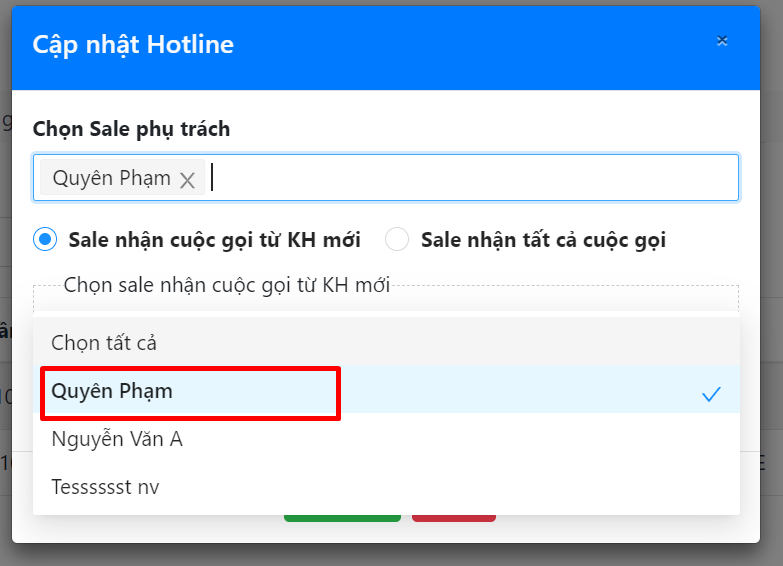 Cập nhật Hotline
Chọn Sale phụ trách
Quyên Phạm
Sale nhận cuộc gọi từ KH mới
Sale nhận tất cả cuộc gọi
Chọn sale nhận cuộc gọi từ KH mới
Chọn tất cả
Quyên Phạm
Nguyễn Văn A
Tesssssst nv